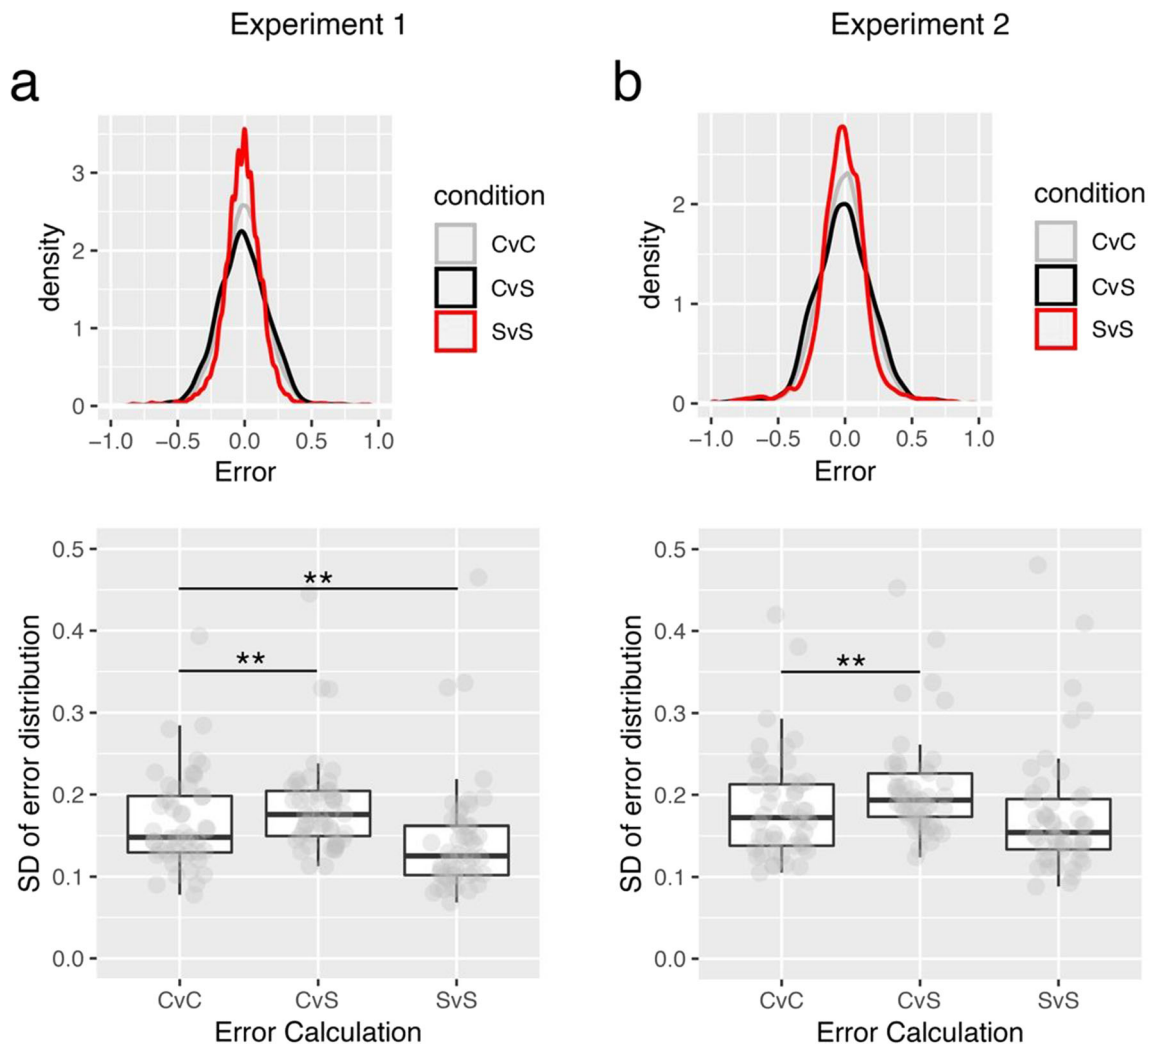 Experiment 1
Experiment 2
a
b
3
2
1
0
density
−1.0 −0.5 0.0 0.5 1.0
Error
condition
CvC
CvS
SvS
2
1
0
density
−1.0 −0.5 0.0 0.5 1.0
Error
condition
CvC
CvS
SvS
0.5
0.4
0.3
0.2
0.1
0.0
SD of error distribution
**
**
CvC CvS SvS
Error Calculation
0.5
0.4
0.3
0.2
0.1
0.0
SD of error distribution
**
CvC CvS SvS
Error Calculation